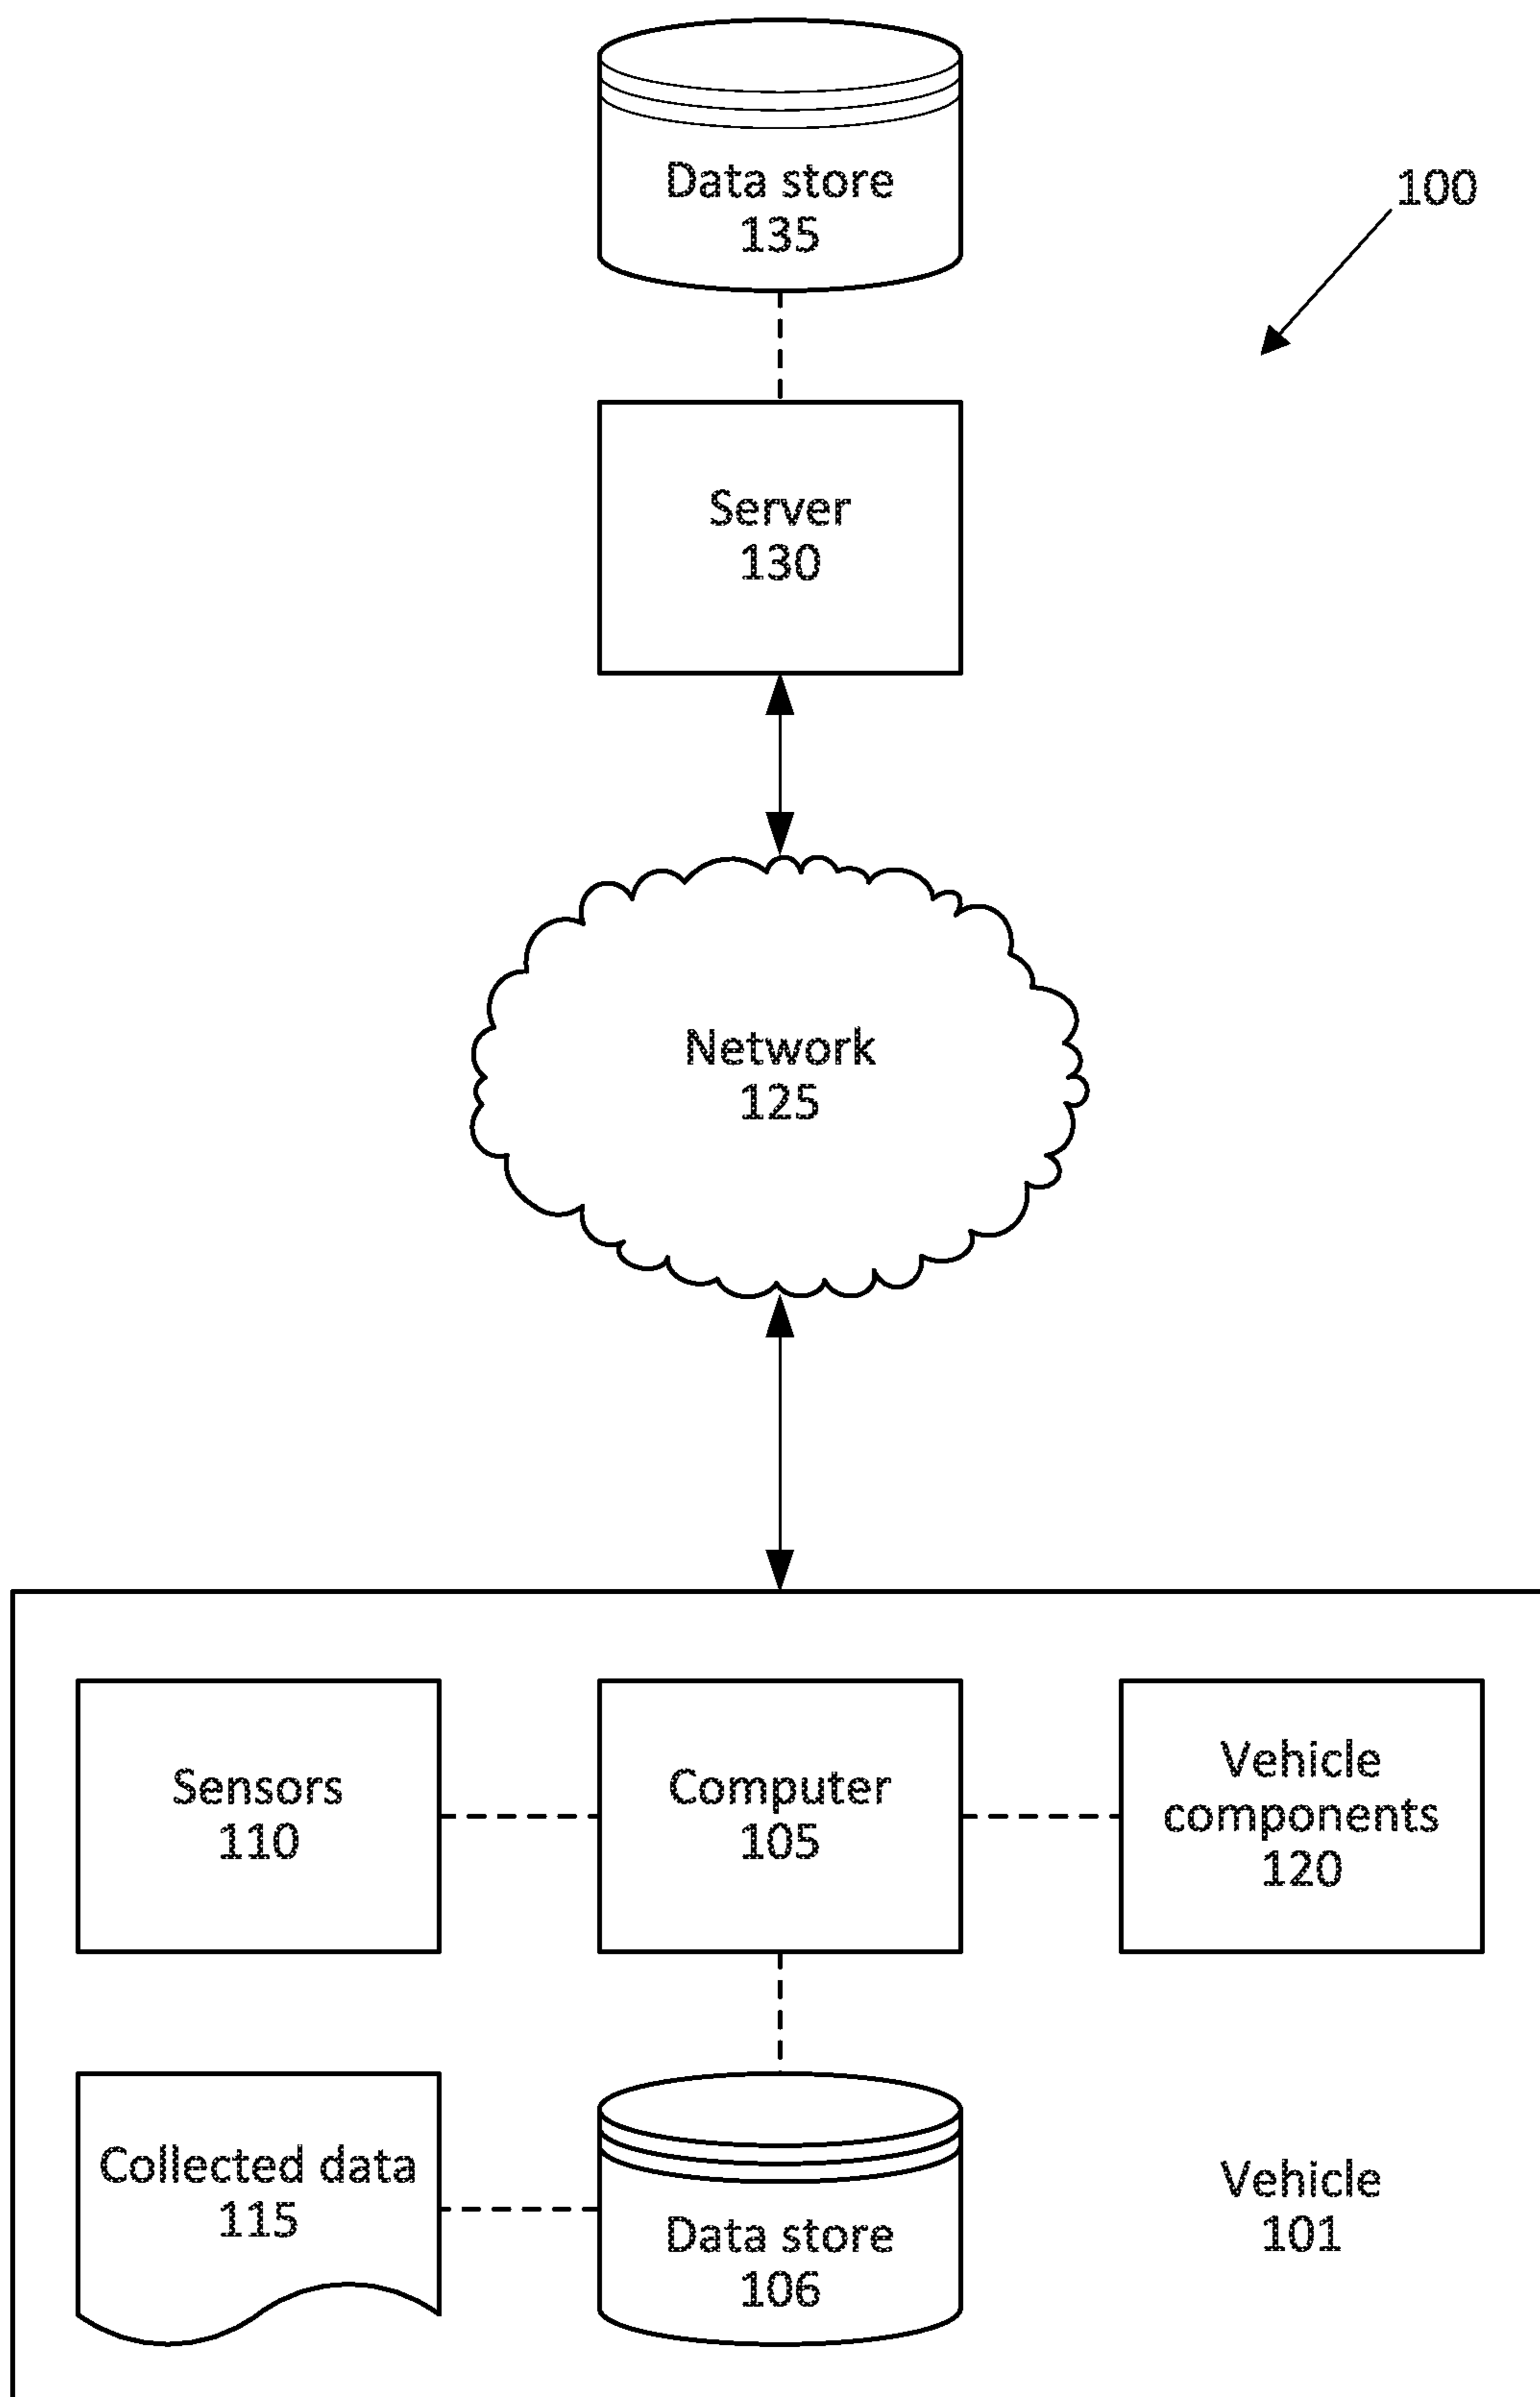 Data store
135
100
Server
130
Network
125
Sensors
110
Computer
105
Vehicle
components
120
Collected data
115
Data store
106
Vehicle
101